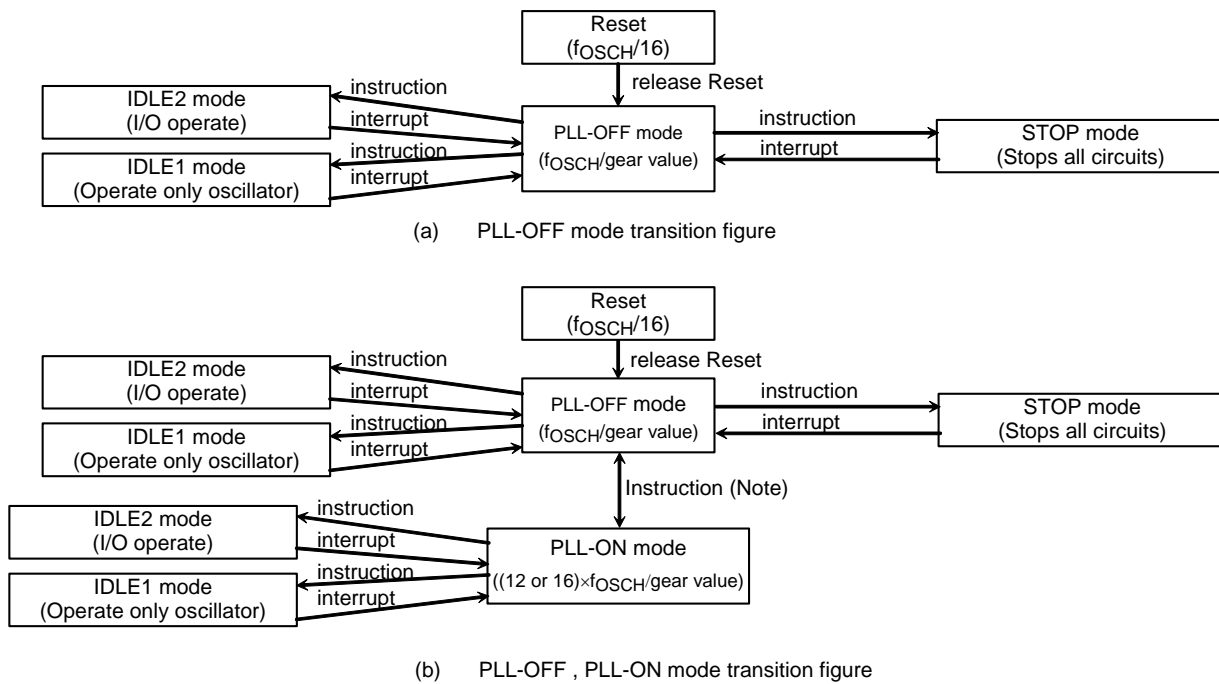 Reset
(fOSCH/16)
release Reset
IDLE2 mode
(I/O operate)
instruction
interrupt
IDLE1 mode
(Operate only oscillator)
instruction
interrupt
PLL-OFF mode
(fOSCH/gear value)
instruction
interrupt
STOP mode
(Stops all circuits)
(a) PLL-OFF mode transition figure
Reset
(fOSCH/16)
release Reset
IDLE2 mode
(I/O operate)
instruction
interrupt
IDLE1 mode
(Operate only oscillator)
instruction
interrupt
PLL-OFF mode
(fOSCH/gear value)
instruction
interrupt
STOP mode
(Stops all circuits)
Instruction (Note)
IDLE2 mode
(I/O operate)
instruction
interrupt
IDLE1 mode
(Operate only oscillator)
instruction
interrupt
PLL-ON mode
((12 or 16)×fOSCH/gear value)
(b) PLL-OFF , PLL-ON mode transition figure